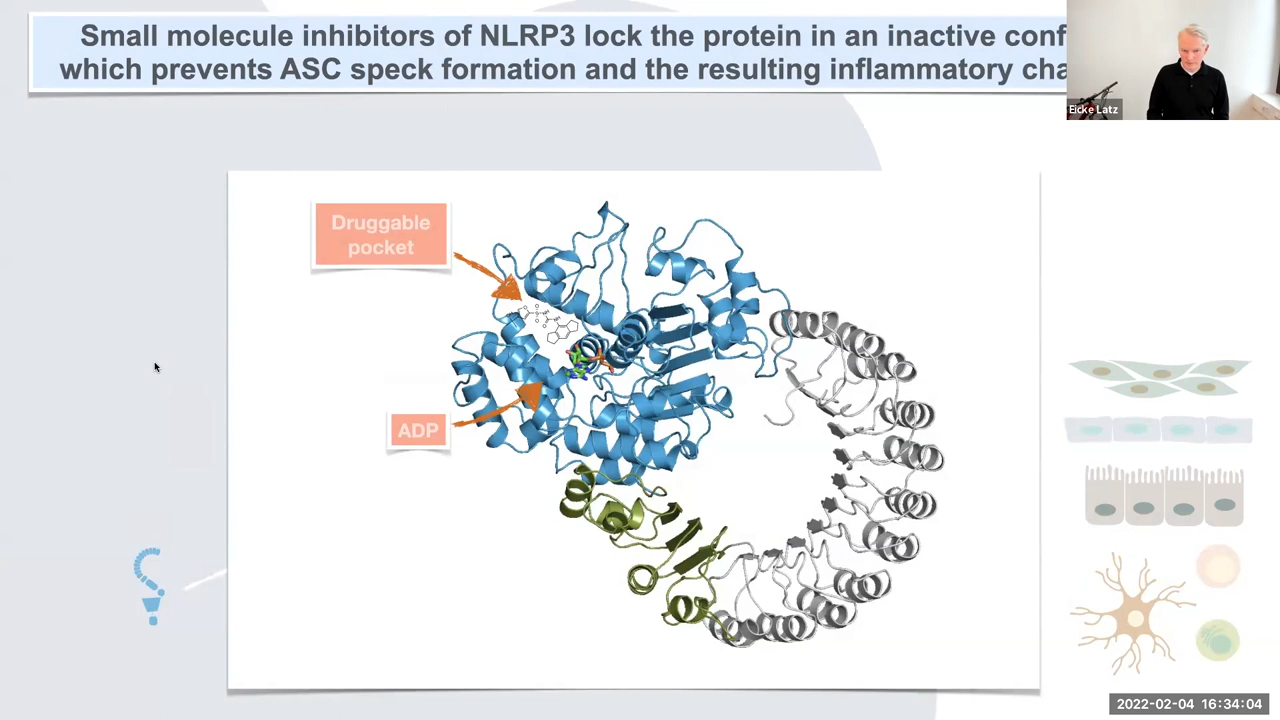 Small molecule inhibitors of NLRP3 lock the protein in an inactive conf
which prevents ASC speck formation and the resulting inflammatory cha
Eicke Latz
Druggable
pocket
ADP
2022-02-04 16:34:04